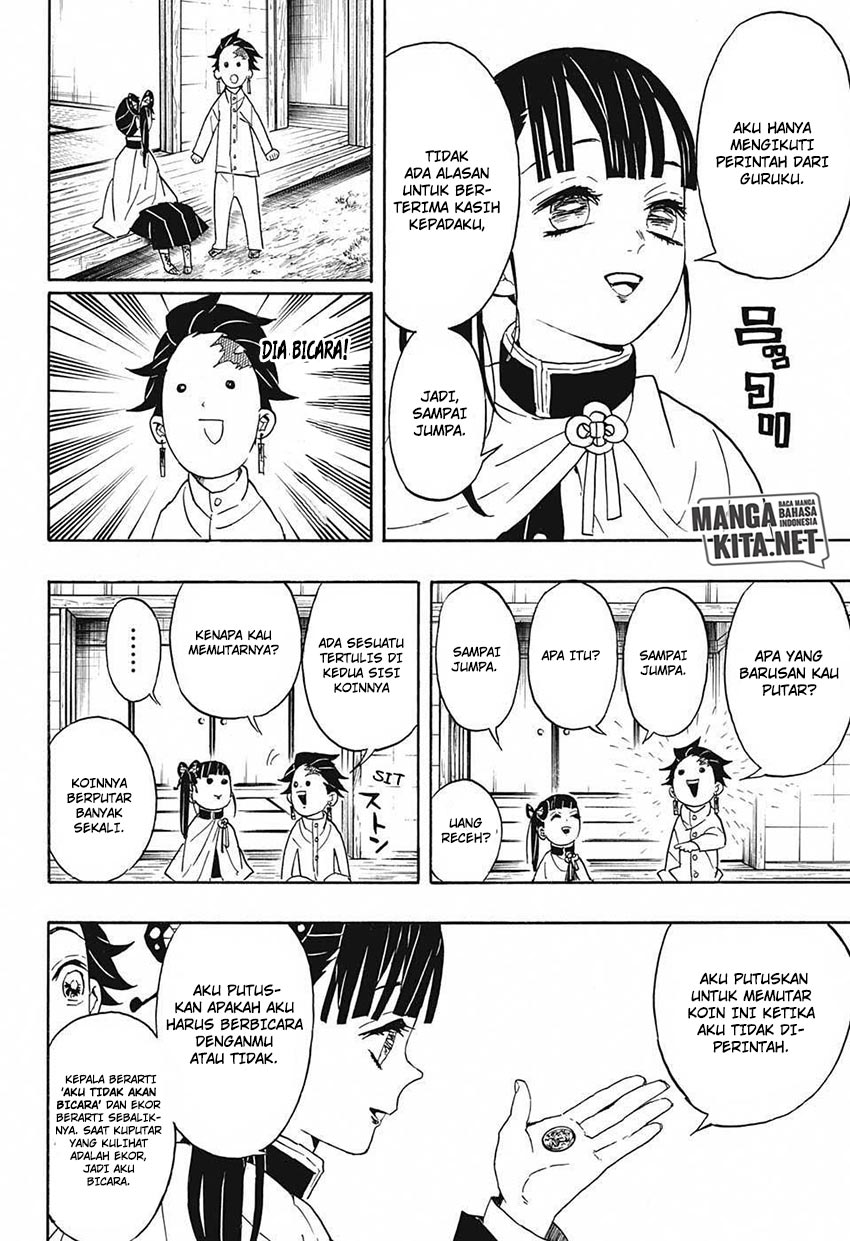 AKU HANYA
MENGIKUTI
PERINTAH DARI
GURUKU.
TIDAK
ADA ALASAN
UNTUK BER-
TERIMA KASIH
KEPADAKU,
JADI,
SAMPAI
JUMPA.
DIA BICARA!
MANGA
KITA.NET
BACA MANGA
BAHASA
INDONESIA
APA YANG
BARUSAN KAU
PUTAR?
SAMPAI
JUMPA.
APA ITU?
SAMPAI
JUMPA.
UANG
RECEH?
ADA SESUATU
TERTULIS DI
KEDUA SISI
KOINNYA
KENAPA KAU
MEMUTARNYA?
SIT
ストン
KOINNYA
BERPUTAR
BANYAK
SEKALI.
AKU PUTUSKAN
UNTUK MEMUTAR
KOIN INI KETIKA
AKU TIDAK DI-
PERINTAH.
AKU PUTUS-
KAN APAKAH AKU
HARUS BERBICARA
DENGANMU
ATAU TIDAK.
KEPALA BERARTI
'AKU TIDAK AKAN
BICARA' DAN EKOR
BERARTI SEBALIK-
NYA. SAAT KUPUTAR
YANG KULIHAT
ADALAH EKOR,
JADI AKU
BICARA.